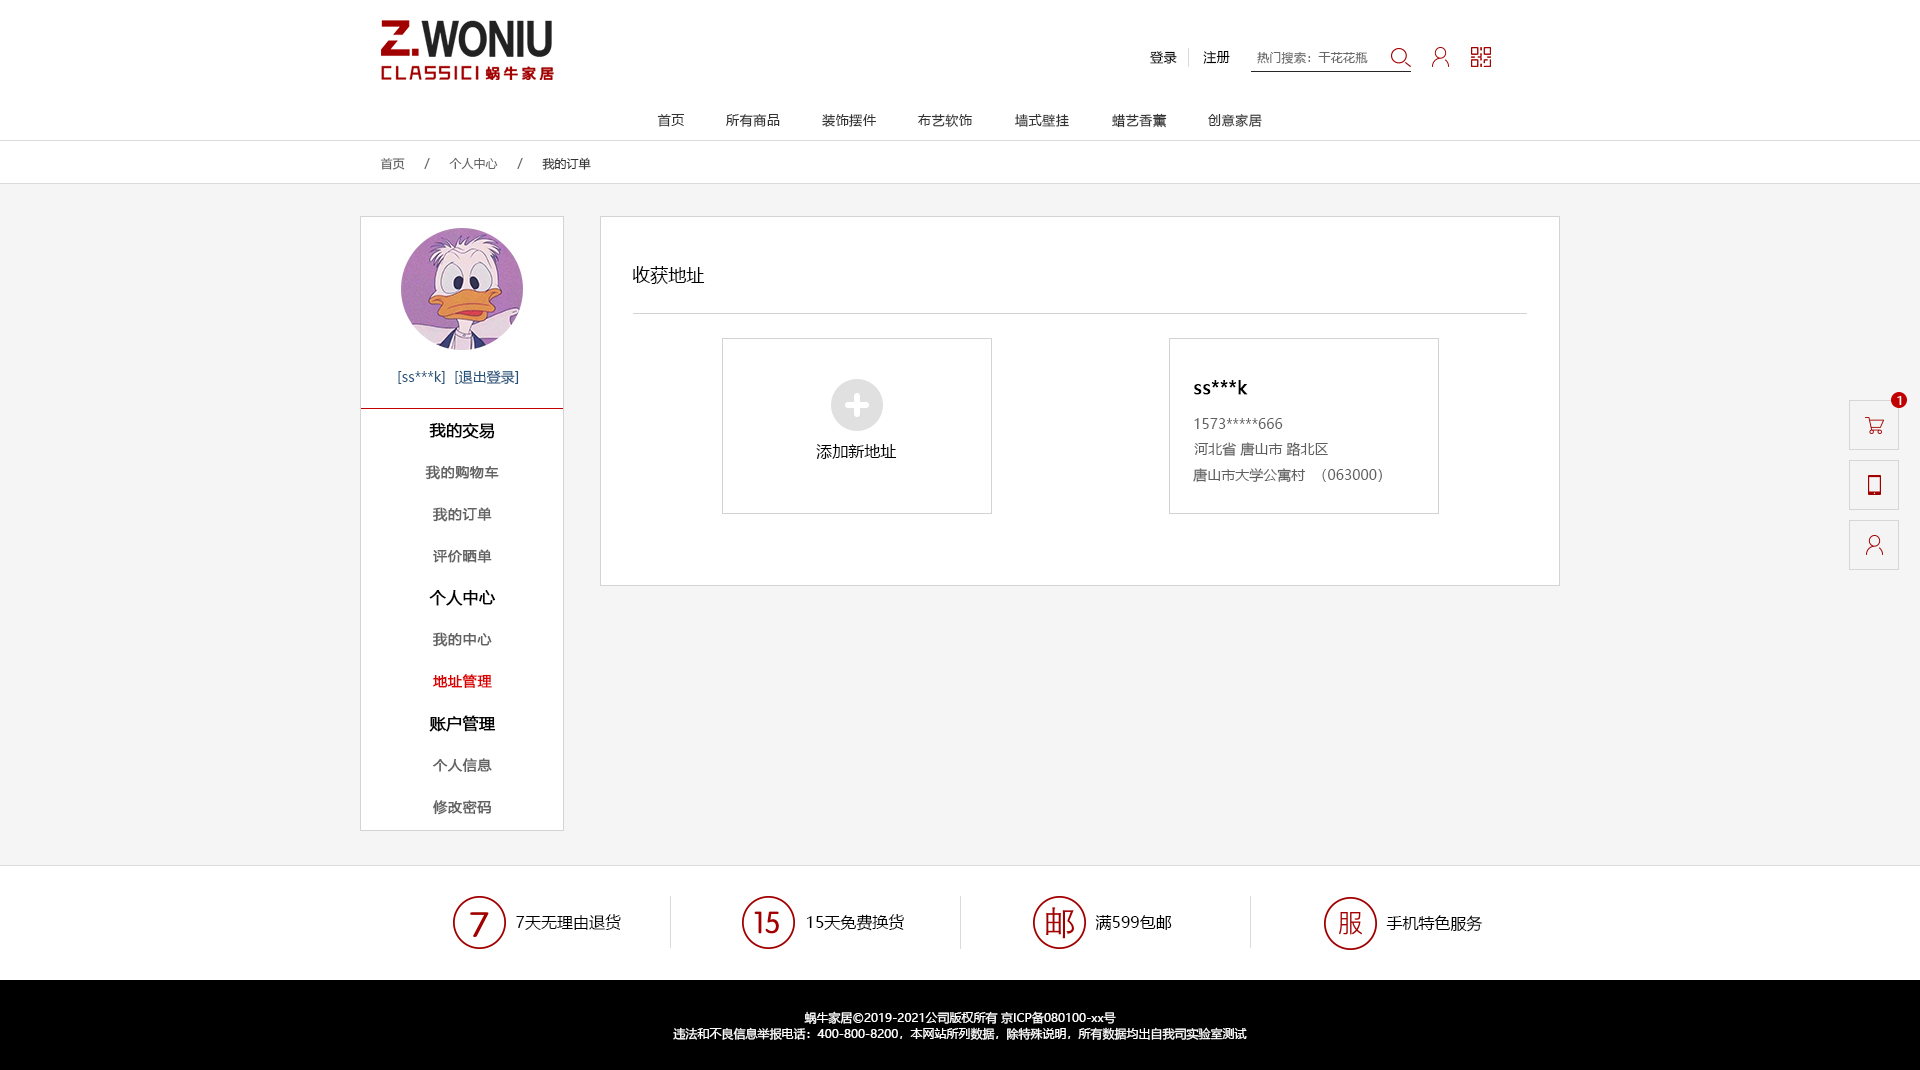 Z.WONIU
CLASSICI 蜗牛家居
登录
注册
热门搜索：干花花瓶
首页
所有商品
装饰摆件
布艺软饰
墙式壁挂
蜡艺香薰
创意家居
首页 / 个人中心 / 我的订单
[ss***k] [退出登录]
我的交易
我的购物车
我的订单
评价晒单
个人中心
我的中心
地址管理
账户管理
个人信息
修改密码
收获地址
添加新地址
ss***k
1573*****666
河北省 唐山市 路北区
唐山市大学公寓村 （063000）
1
7 7天无理由退货
15 15天免费换货
邮 满599包邮
服 手机特色服务
蜗牛家居©2019-2021公司版权所有 京ICP备080100-xx号
违法和不良信息举报电话：400-800-8200，本网站所列数据，除特殊说明，所有数据均出自我司实验室测试